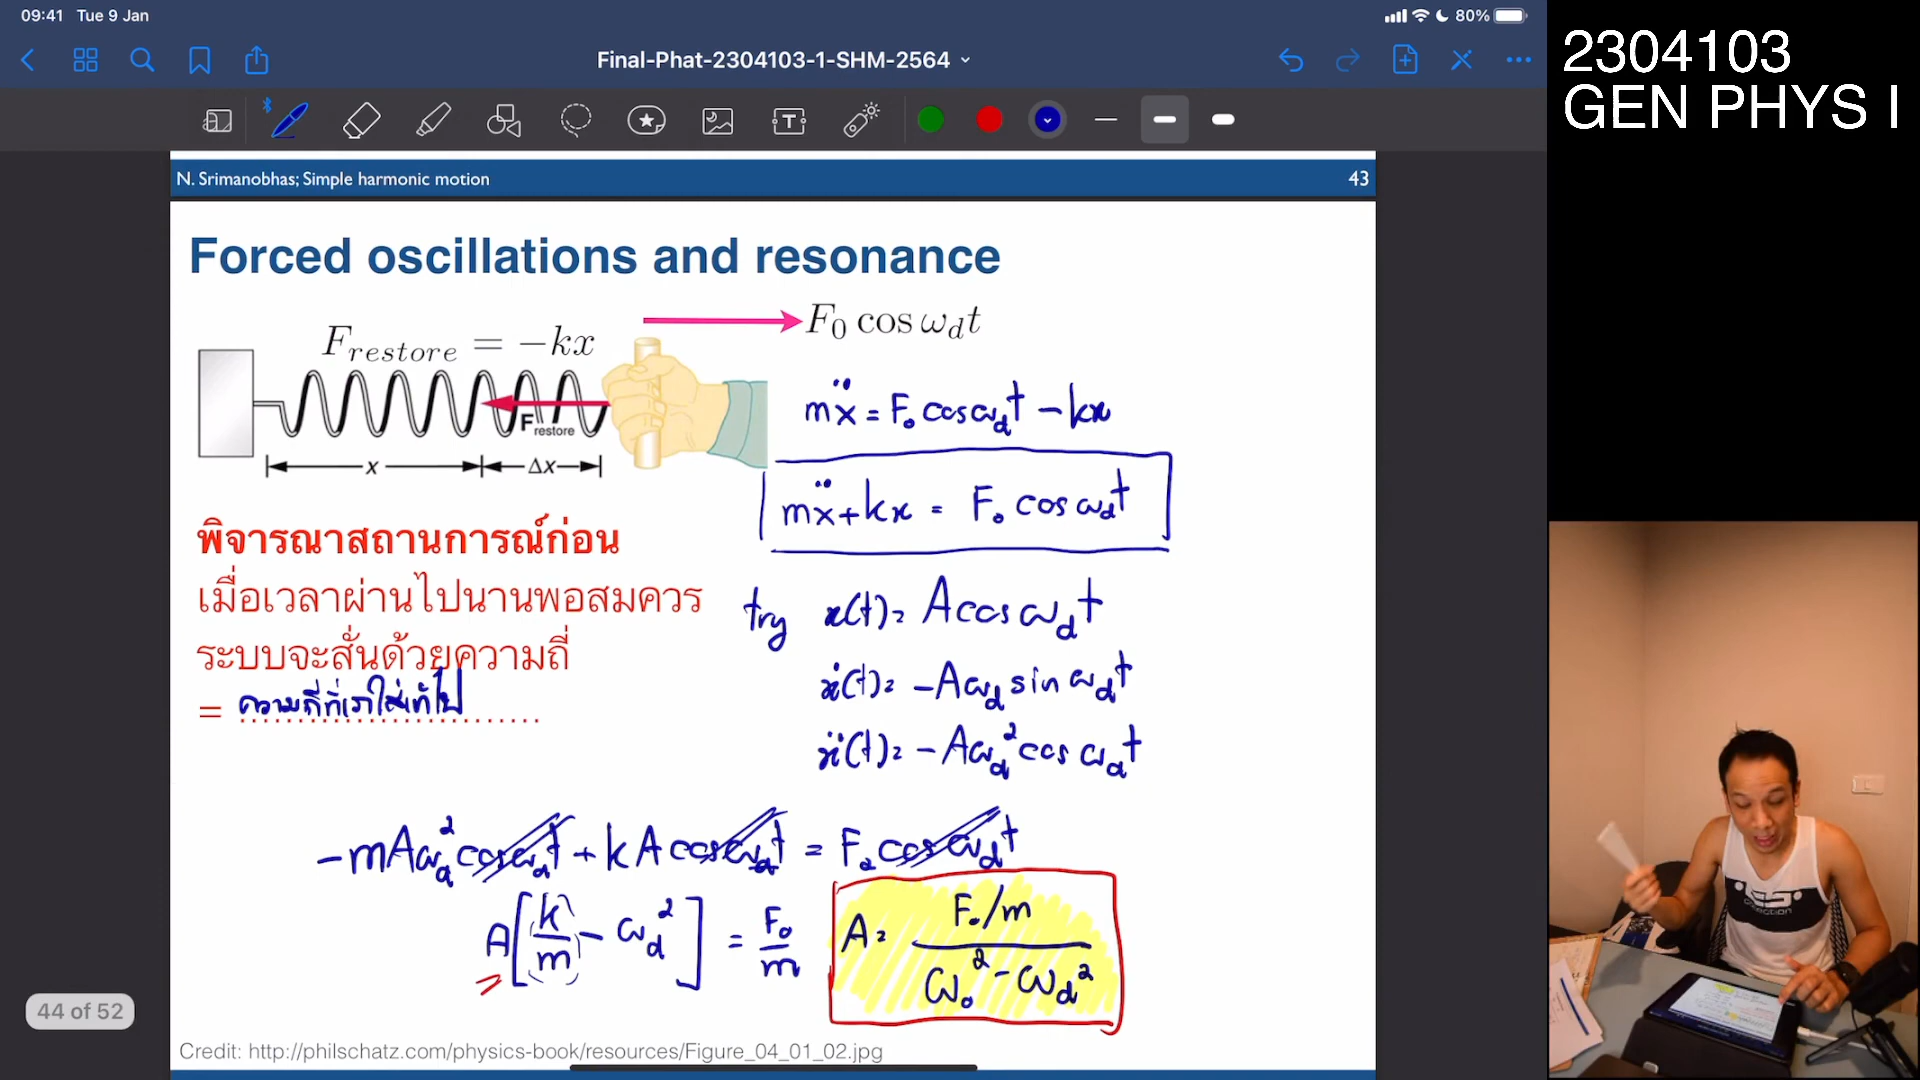 09:41 Tue 9 Jan
80%
Final-Phat-2304103-1-SHM-2564
2304103
GEN PHYS I
N. Srimanobhas; Simple harmonic motion 43
Forced oscillations and resonance
F_restore = −kx
F₀ cos ω_d t
F_restore
x Δx
mẍ = F₀ cos ω_d t − kx
mẍ + kx = F₀ cos ω_d t
พิจารณาสถานการณ์ก่อน
เมื่อเวลาผ่านไปนานพอสมควร
ระบบจะสั่นด้วยความถี่
= ความถี่ที่เราใส่เข้าไป
try x(t) = A cos ω_d t
ẋ(t) = −Aω_d sin ω_d t
ẍ(t) = −Aω_d² cos ω_d t
−mAω_d² cos ω_d t + kA cos ω_d t = F₀ cos ω_d t
A[k/m − ω_d²] = F₀/m
A = (F₀/m)/(ω₀² − ω_d²)
44 of 52
Credit: http://philschatz.com/physics-book/resources/Figure_04_01_02.jpg